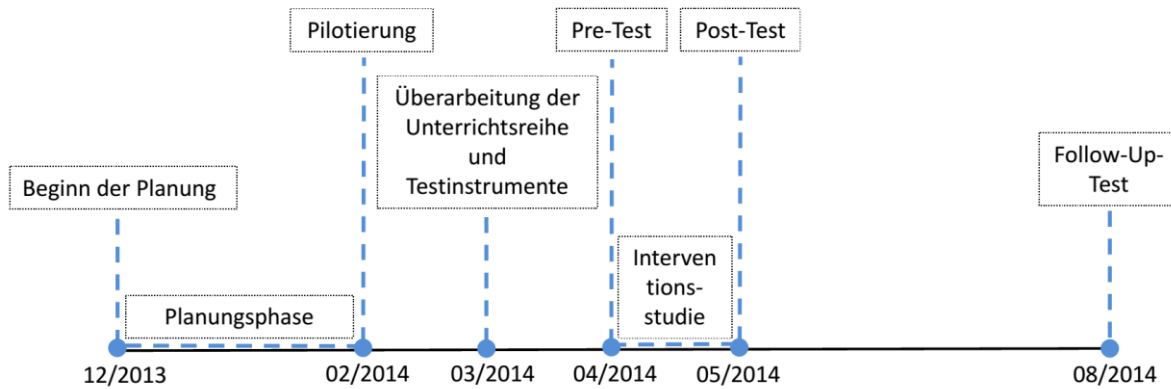 Pilotierung
Pre-Test
Post-Test
Überarbeitung der
Unterrichtsreihe
und
Testinstrumente
Beginn der Planung
Follow-Up-
Test
Planungsphase
Interven
tions-
studie
12/2013
02/2014
03/2014
04/2014
05/2014
08/2014